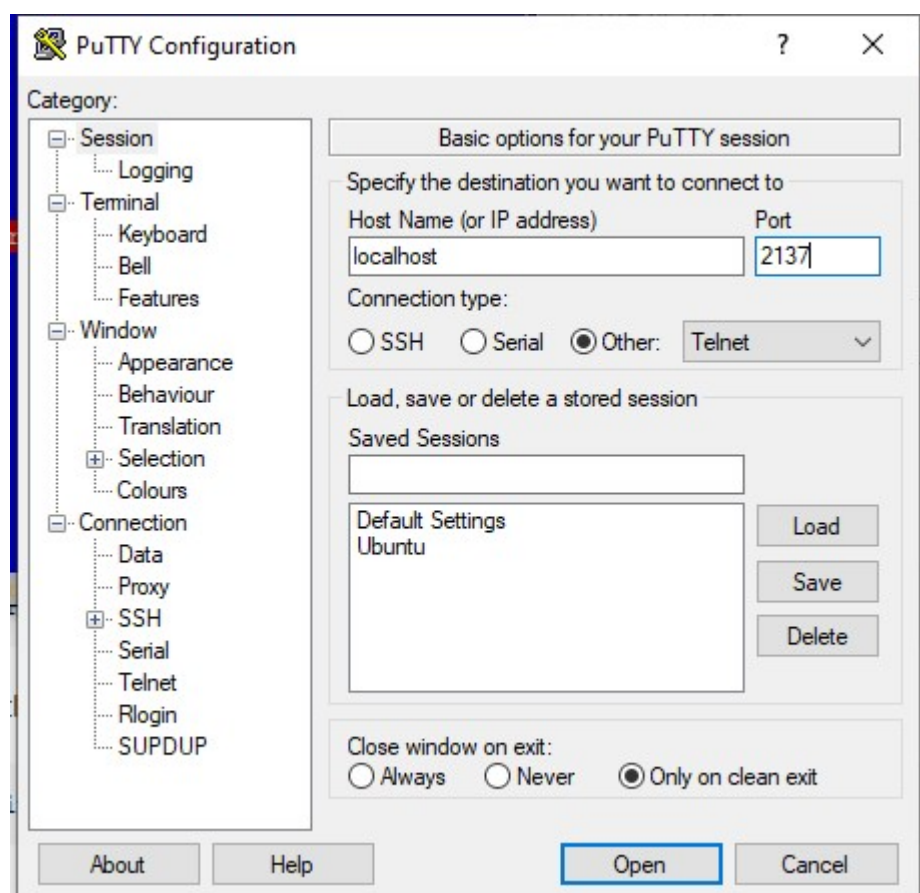 PuTTY Configuration
?
Category:
Session
Logging
Terminal
Keyboard
Bell
Features
Window
Appearance
Behaviour
Translation
Selection
Colours
Connection
Data
Proxy
SSH
Serial
Telnet
Rlogin
SUPDUP
Basic options for your PuTTY session
Specify the destination you want to connect to
Host Name (or IP address) Port
localhost 2137
Connection type:
SSH Serial Other: Telnet
Load, save or delete a stored session
Saved Sessions
Default Settings
Ubuntu
Load
Save
Delete
Close window on exit:
Always Never Only on clean exit
About Help Open Cancel